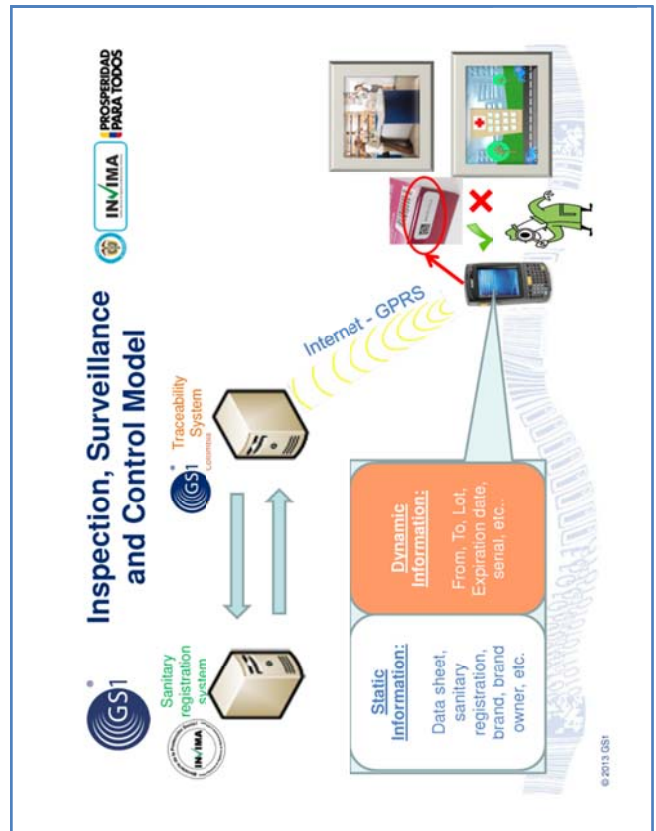 GS1
®
Inspection, Surveillance
and Control Model
INVIMA
PROSPERIDAD
PARA TODOS
Sanitary
registration
system
INVIMA
GS1
®
Traceability
System
Colombia
Internet - GPRS
Static
Information:
Data sheet,
sanitary
registration,
brand, brand
owner, etc.
Dynamic
Information:
From, To, Lot,
Expiration date,
serial, etc..
© 2013 GS1